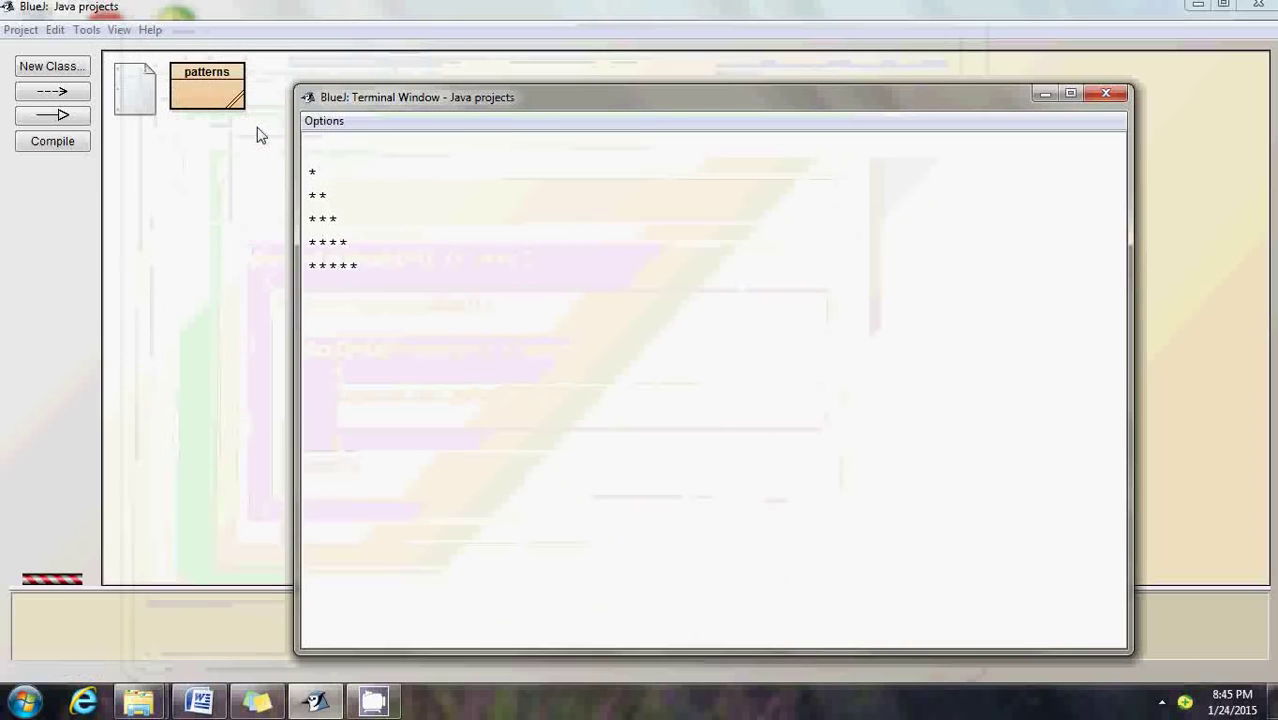 BlueJ: Java projects
Project Edit Tools View Help
New Class...
Compile
patterns
BlueJ: Terminal Window - Java projects
Options
*
**
***
****
*****
8:45 PM
1/24/2015